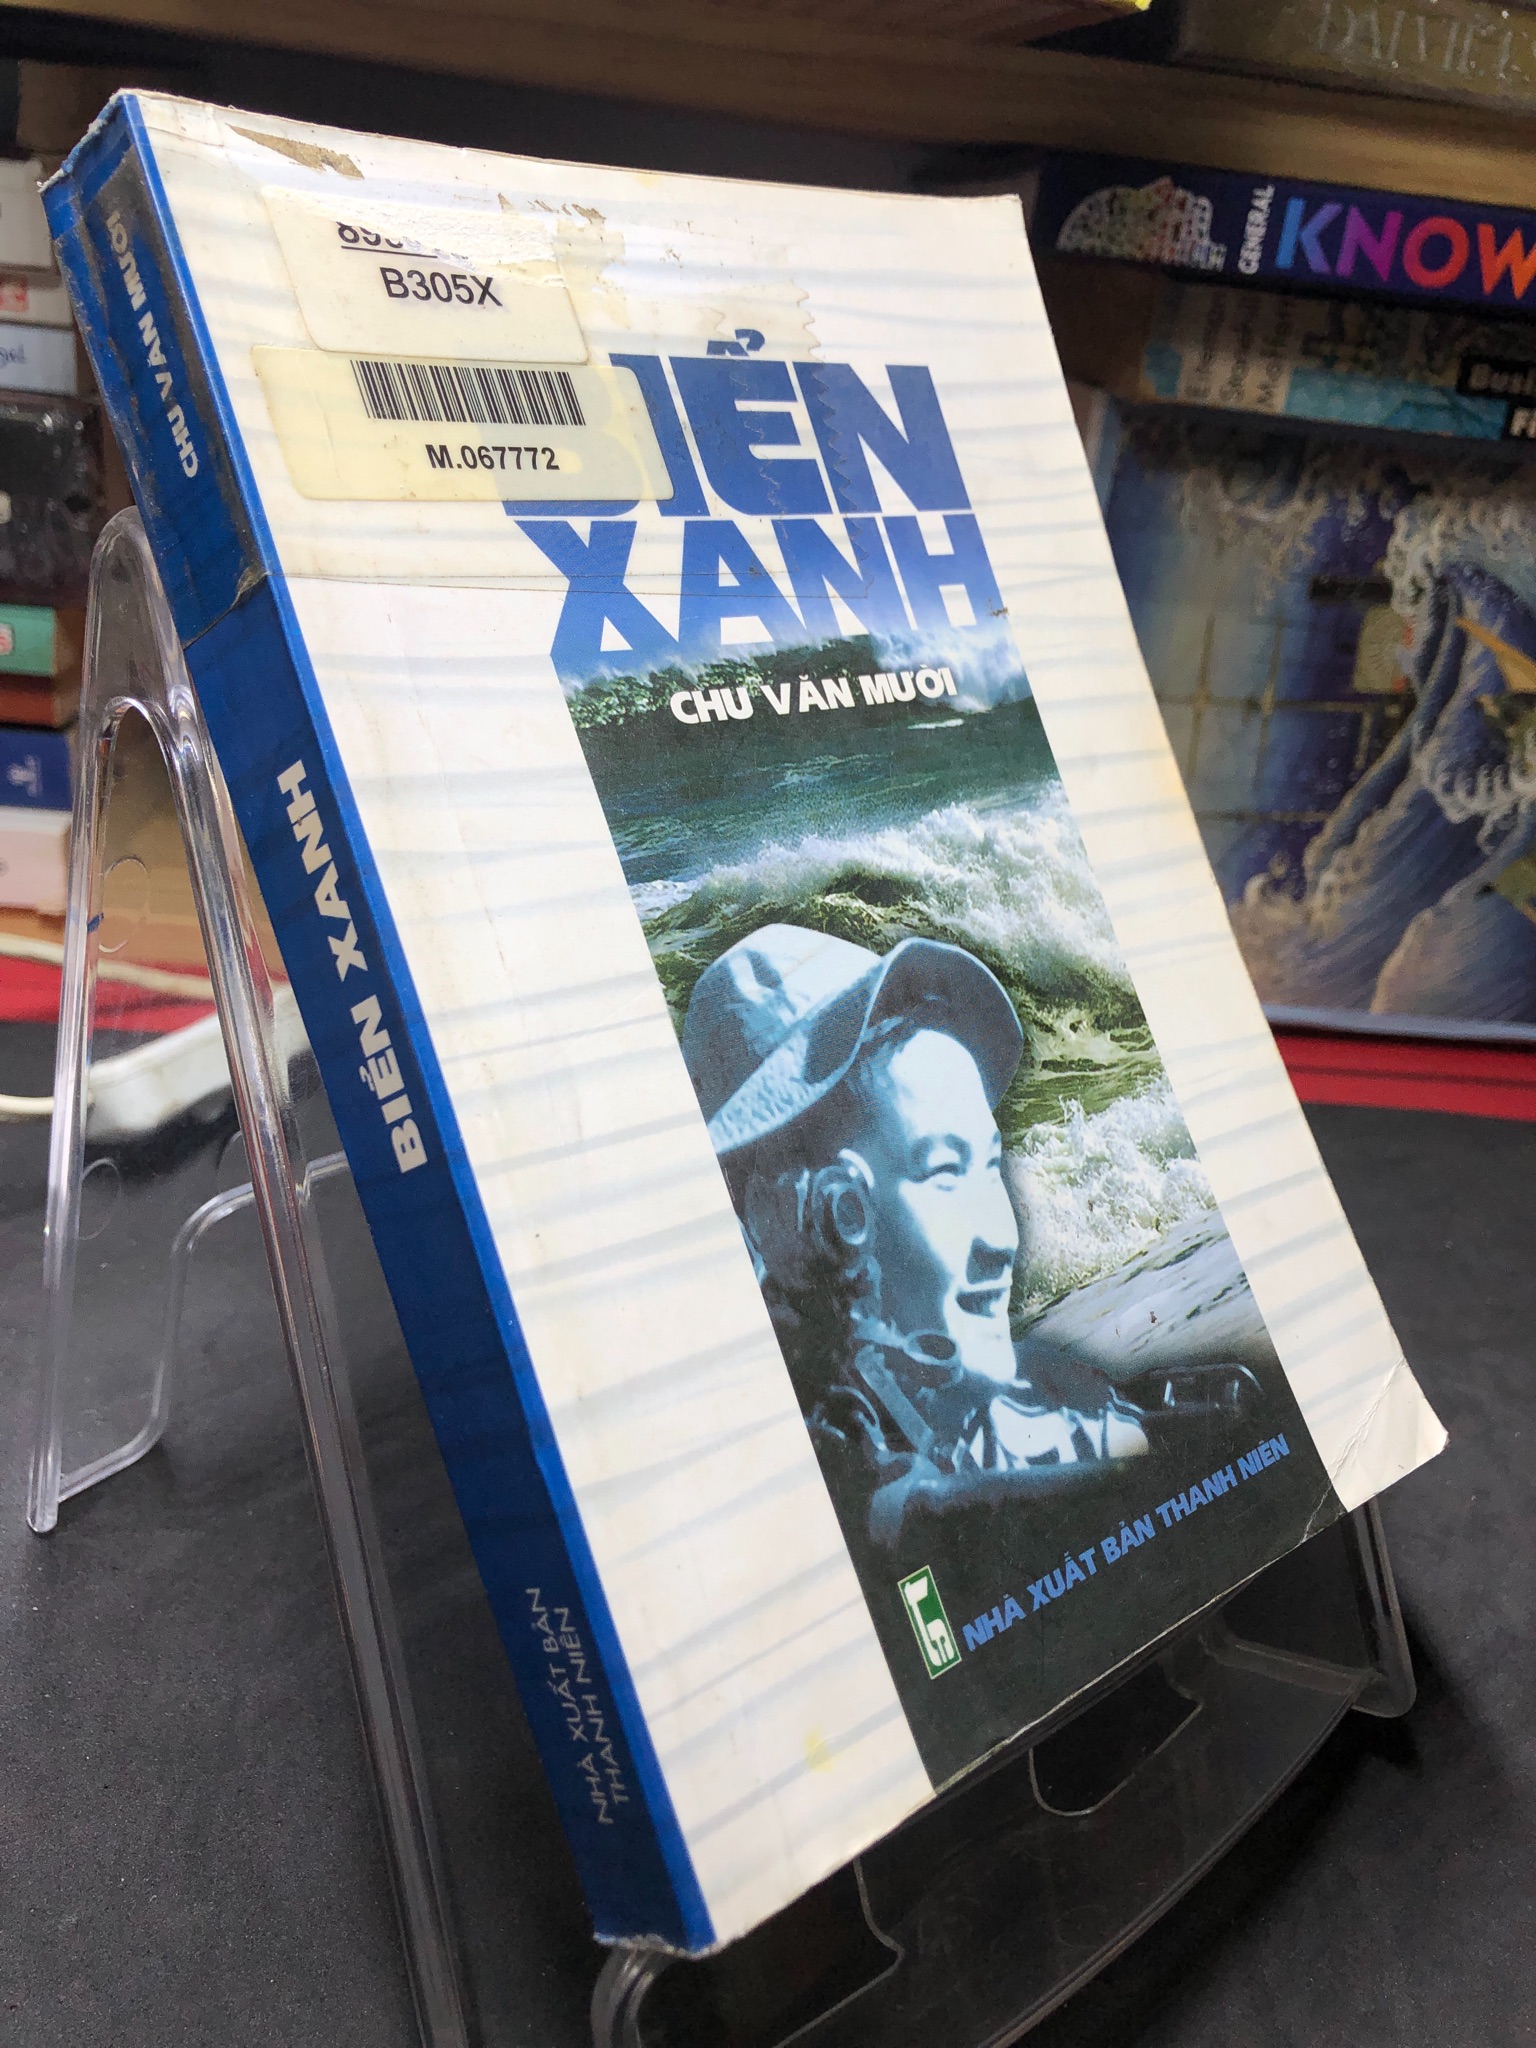 B305X
M.067772
BIỂN
XANH
CHU VĂN MƯỜI
NHÀ XUẤT BẢN THANH NIÊN
CHU VĂN MƯỜI
BIỂN XANH
NHÀ XUẤT BẢN
THANH NIÊN
GENERAL
KNOW